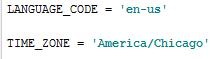 LANGUAGE_CODE = 'en-us'
TIME_ZONE = 'America/Chicago'